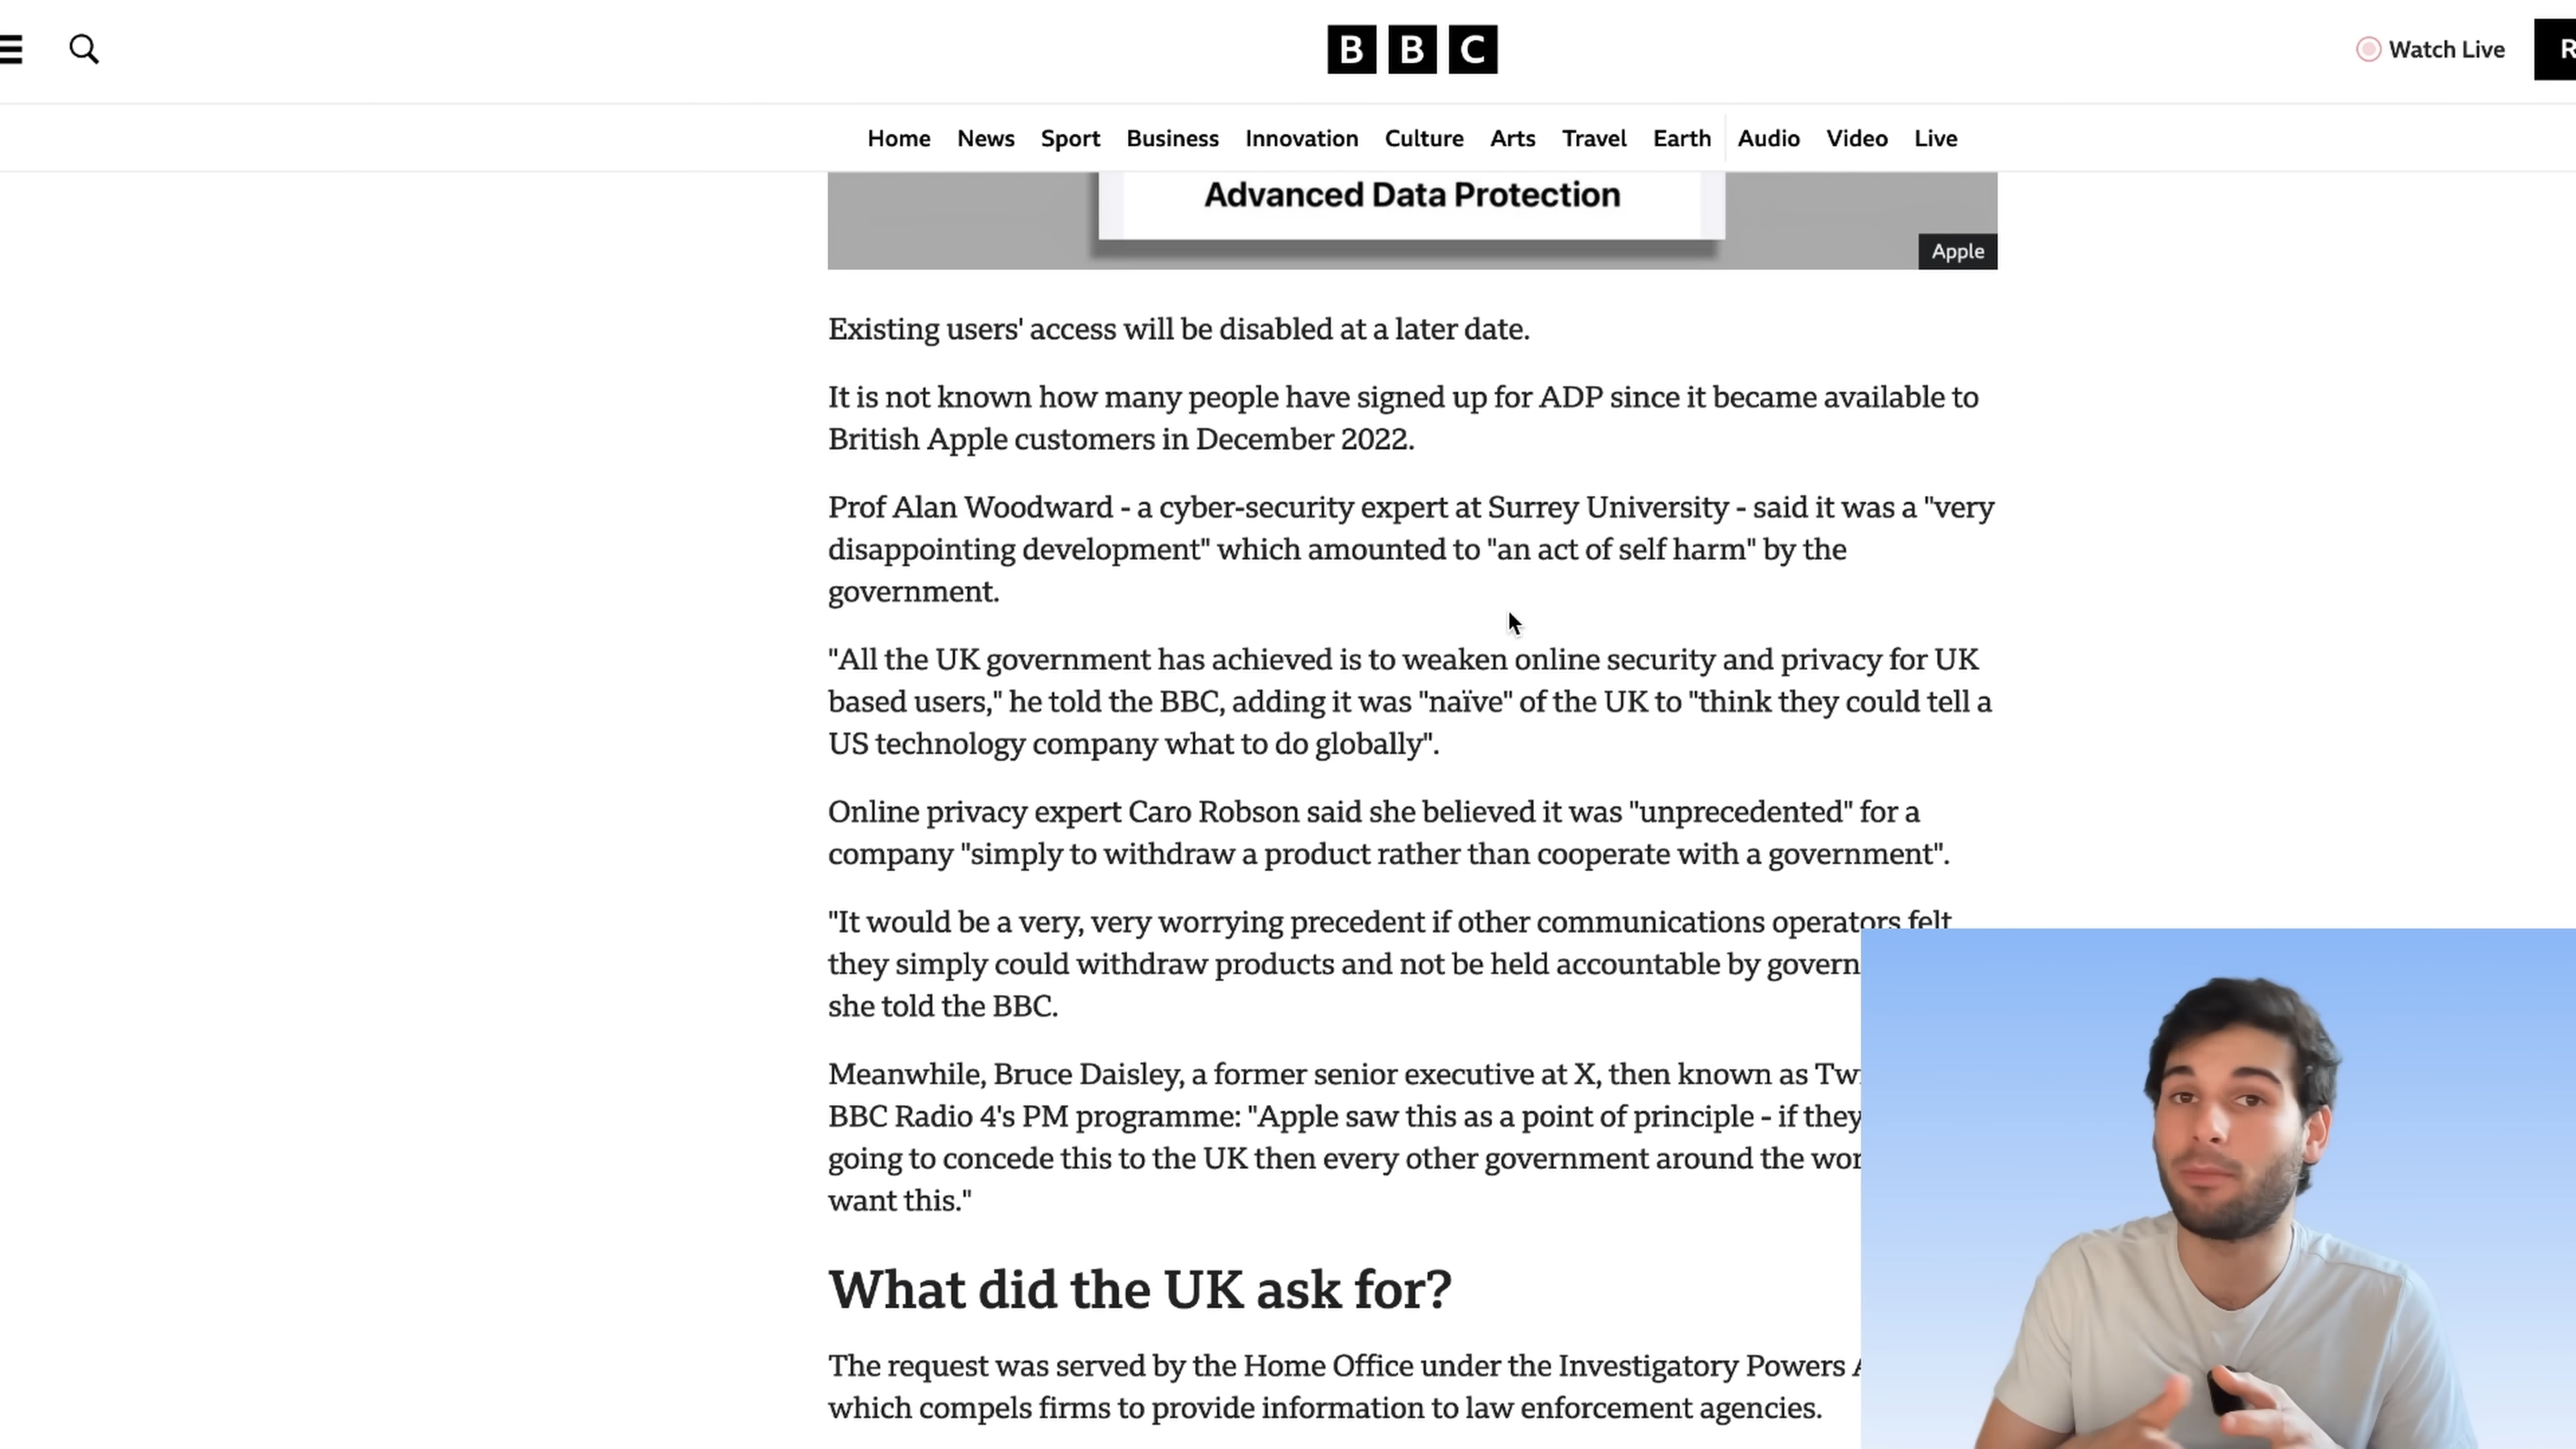 BBC
Watch Live
R
Home News Sport Business Innovation Culture Arts Travel Earth Audio Video Live
Advanced Data Protection
Apple
Existing users' access will be disabled at a later date.
It is not known how many people have signed up for ADP since it became available to
British Apple customers in December 2022.
Prof Alan Woodward - a cyber-security expert at Surrey University - said it was a "very
disappointing development" which amounted to "an act of self harm" by the
government.
"All the UK government has achieved is to weaken online security and privacy for UK
based users," he told the BBC, adding it was "naïve" of the UK to "think they could tell a
US technology company what to do globally".
Online privacy expert Caro Robson said she believed it was "unprecedented" for a
company "simply to withdraw a product rather than cooperate with a government".
"It would be a very, very worrying precedent if other communications operators felt
they simply could withdraw products and not be held accountable by govern
she told the BBC.
Meanwhile, Bruce Daisley, a former senior executive at X, then known as Tw
BBC Radio 4's PM programme: "Apple saw this as a point of principle - if they
going to concede this to the UK then every other government around the wor
want this."
What did the UK ask for?
The request was served by the Home Office under the Investigatory Powers
which compels firms to provide information to law enforcement agencies.